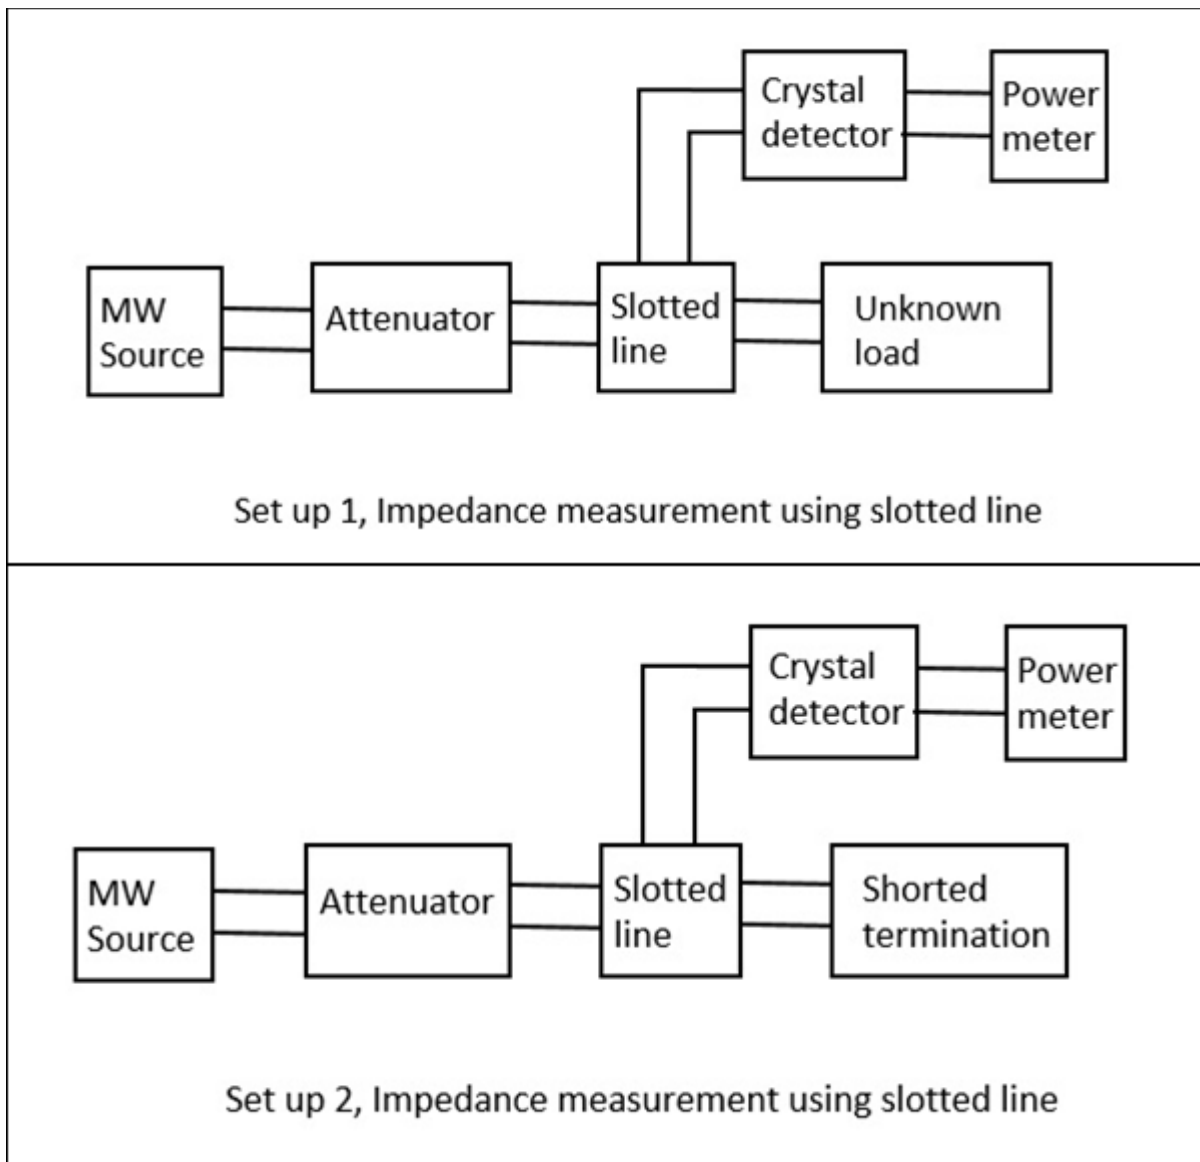 Crystal
detector
Power
meter
MW
Source
Attenuator
Slotted
line
Unknown
load
Set up 1, Impedance measurement using slotted line
Crystal
detector
Power
meter
MW
Source
Attenuator
Slotted
line
Shorted
termination
Set up 2, Impedance measurement using slotted line